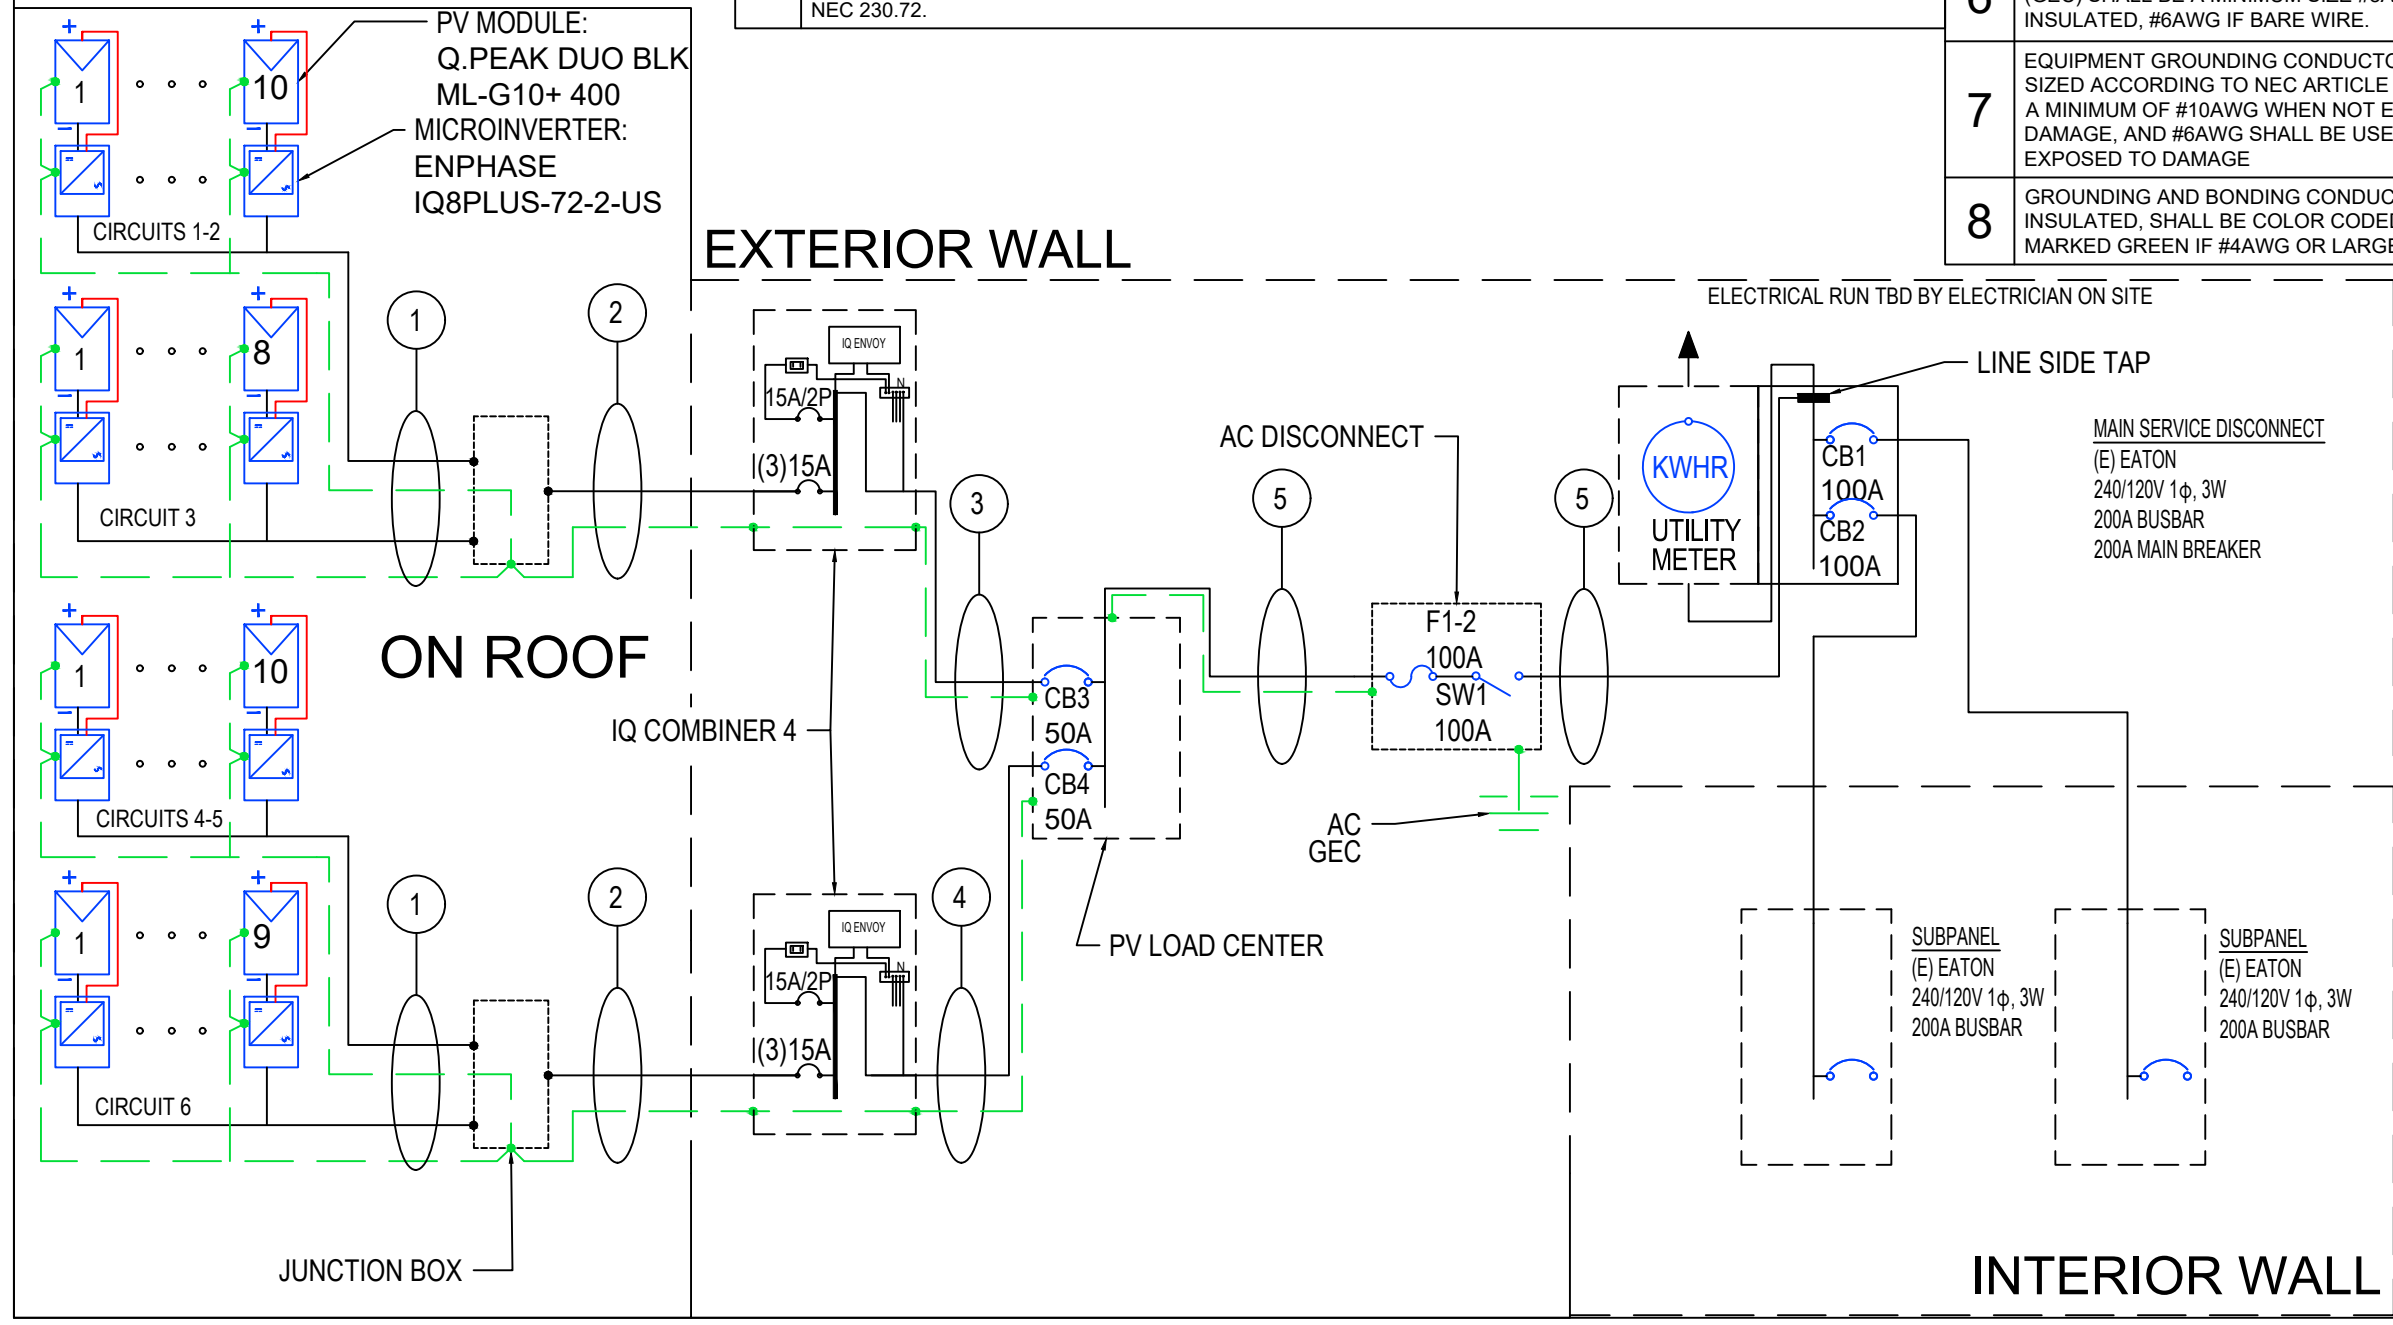 NEC 230.72.
INSULATED, #6AWG IF BARE WIRE.
7
EQUIPMENT GROUNDING
SIZED ACCORDING TO NEC ARTICLE
A MINIMUM OF #10AWG WHEN NOT
DAMAGE, AND #6AWG SHALL BE
EXPOSED TO DAMAGE
8
GROUNDING AND BONDING
INSULATED, SHALL BE COLOR
MARKED GREEN IF #4AWG OR
PV MODULE:
Q.PEAK DUO BLK
ML-G10+ 400
MICROINVERTER:
ENPHASE
IQ8PLUS-72-2-US
+
+
1
10
CIRCUITS 1-2
+
+
1
8
CIRCUIT 3
+
+
1
10
CIRCUITS 4-5
+
+
1
9
CIRCUIT 6
ON ROOF
1
2
1
2
JUNCTION BOX
EXTERIOR WALL
IQ ENVOY
N
15A/2P
(3)15A
IQ COMBINER 4
IQ ENVOY
N
15A/2P
(3)15A
3
4
CB3
50A
CB4
50A
PV LOAD CENTER
5
AC DISCONNECT
F1-2
100A
SW1
100A
AC
GEC
5
ELECTRICAL RUN TBD BY ELECTRICIAN ON SITE
KWHR
UTILITY
METER
LINE SIDE TAP
CB1
100A
CB2
100A
MAIN SERVICE DISCONNECT
(E) EATON
240/120V 1ϕ, 3W
200A BUSBAR
200A MAIN BREAKER
SUBPANEL
(E) EATON
240/120V 1ϕ, 3W
200A BUSBAR
SUBPANEL
(E) EATON
240/120V 1ϕ, 3W
200A BUSBAR
INTERIOR WALL